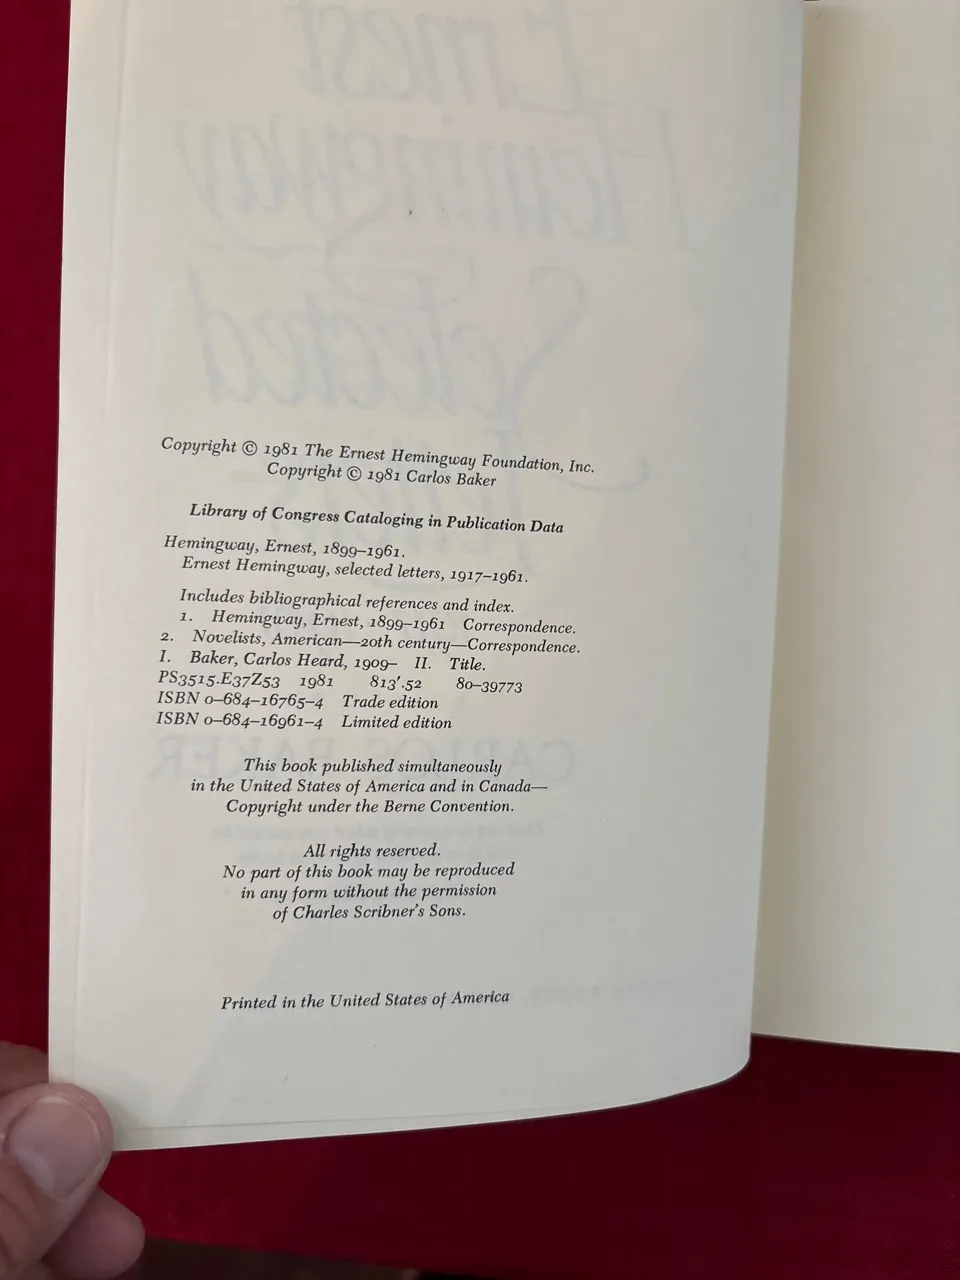 Copyright © 1981 The Ernest Hemingway Foundation, Inc.
Copyright © 1981 Carlos Baker
Library of Congress Cataloging in Publication Data
Hemingway, Ernest, 1899–1961.
Ernest Hemingway, selected letters, 1917–1961.
Includes bibliographical references and index.
1. Hemingway, Ernest, 1899–1961 Correspondence.
2. Novelists, American—20th century—Correspondence.
I. Baker, Carlos Heard, 1909– II. Title.
PS3515.E37Z53 1981 813'.52 80–39773
ISBN 0–684–16765–4 Trade edition
ISBN 0–684–16961–4 Limited edition
This book published simultaneously
in the United States of America and in Canada—
Copyright under the Berne Convention.
All rights reserved.
No part of this book may be reproduced
in any form without the permission
of Charles Scribner's Sons.
Printed in the United States of America